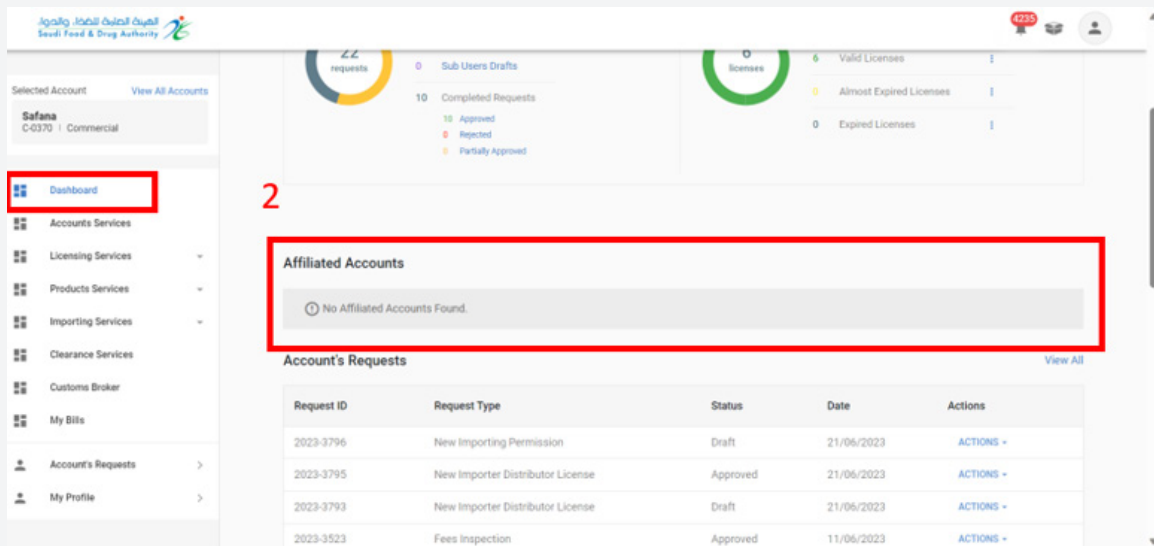 الهيئة العامة للغذاء والدواء
Saudi Food & Drug Authority
4235
Selected Account View All Accounts
Safana
C-0370 | Commercial
Dashboard
Accounts Services
Licensing Services
Products Services
Importing Services
Clearance Services
Customs Broker
My Bills
Account's Requests
My Profile
22
requests
0 Sub Users Drafts
10 Completed Requests
10 Approved
0 Rejected
0 Partially Approved
6
licenses
6 Valid Licenses
0 Almost Expired Licenses
0 Expired Licenses
2
Affiliated Accounts
No Affiliated Accounts Found.
Account's Requests View All
Request ID Request Type Status Date Actions
2023-3796 New Importing Permission Draft 21/06/2023 ACTIONS
2023-3795 New Importer Distributor License Approved 21/06/2023 ACTIONS
2023-3793 New Importer Distributor License Draft 21/06/2023 ACTIONS
2023-3523 Fees Inspection Approved 11/06/2023 ACTIONS